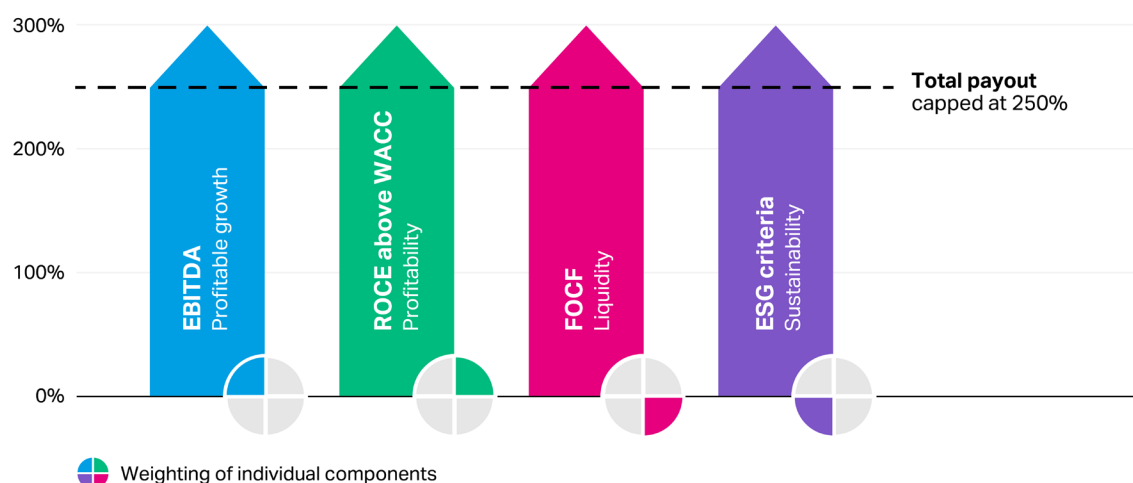 300%
Total payout
capped at 250%
200%
100%
0%
EBITDA
Profitable growth
ROCE above WACC
Profitability
FOCF
Liquidity
ESG criteria
Sustainability
Weighting of individual components